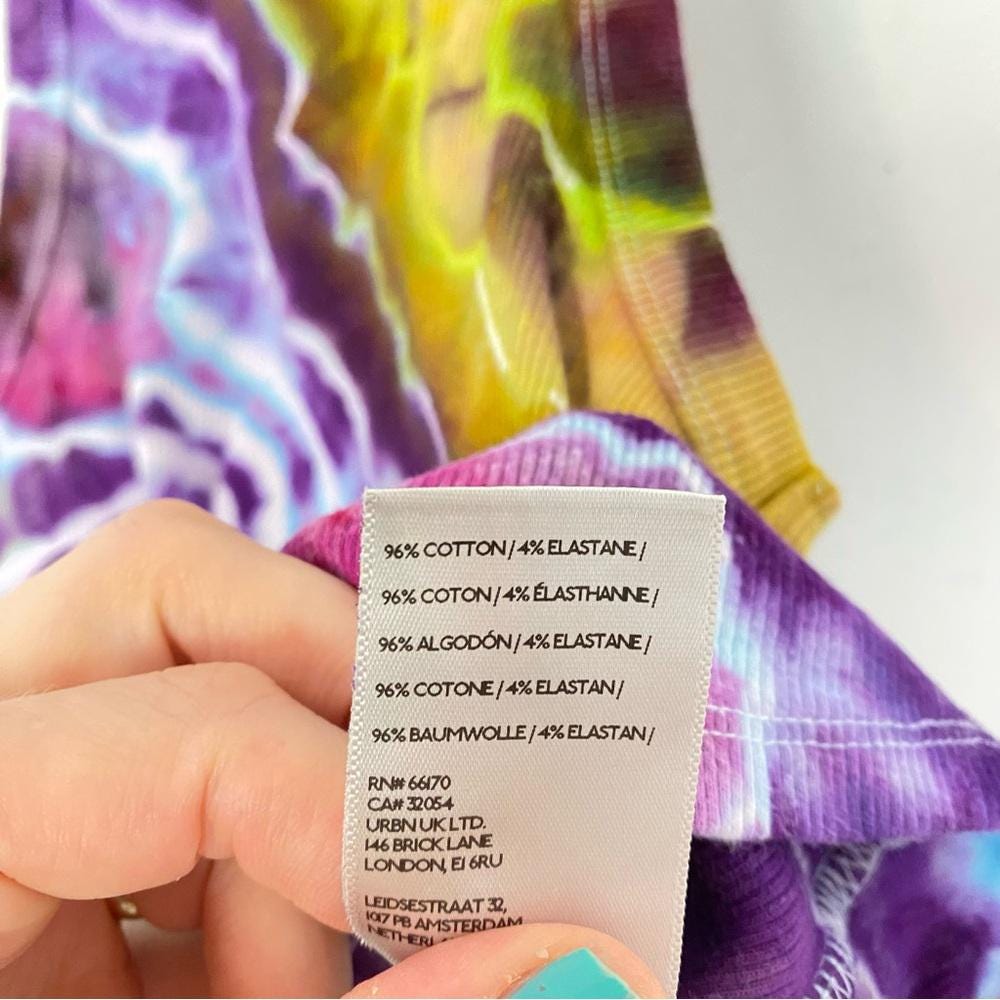 96% COTTON / 4% ELASTANE /
96% COTON / 4% ÉLASTHANNE /
96% ALGODÓN / 4% ELASTANE /
96% COTONE / 4% ELASTAN /
96% BAUMWOLLE / 4% ELASTAN /
RN# 66170
CA# 32054
URBN UK LTD.
146 BRICK LANE
LONDON, E1 6RU
LEIDSESTRAAT 32,
1017 PB AMSTERDAM